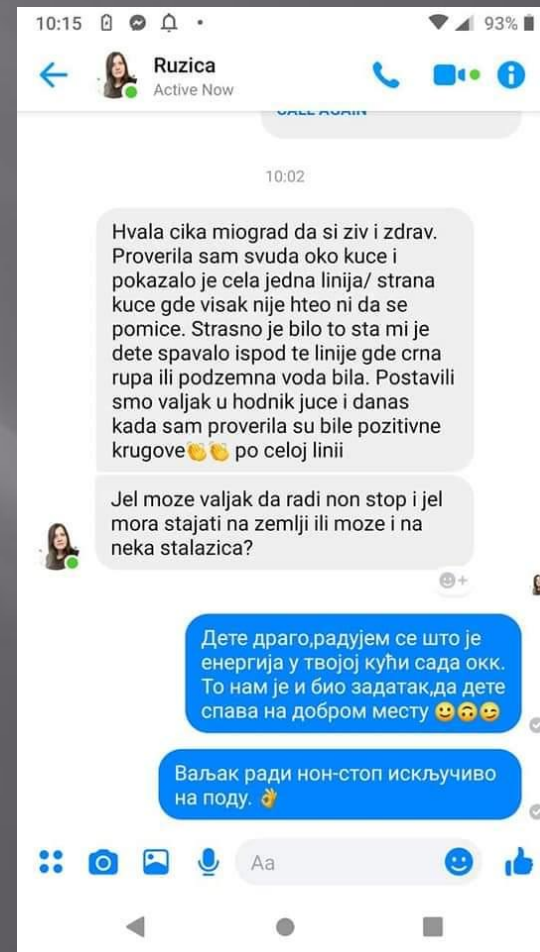 10:15
93%
Ruzica
Active Now
CALL AGAIN
10:02
Hvala cika miograd da si ziv i zdrav.
Proverila sam svuda oko kuce i
pokazalo je cela jedna linija/ strana
kuce gde visak nije hteo ni da se
pomice. Strasno je bilo to sta mi je
dete spavalo ispod te linije gde crna
rupa ili podzemna voda bila. Postavili
smo valjak u hodnik juce i danas
kada sam proverila su bile pozitivne
krugove👏👏 po celoj linii
Jel moze valjak da radi non stop i jel
mora stajati na zemlji ili moze i na
neka stalazica?
Дете драго,радујем се што је
енергија у твојој кући сада окк.
То нам је и био задатак,да дете
спава на добром месту 🙂🙃😉
Ваљак ради нон-стоп искључиво
на поду. 👌
Aa